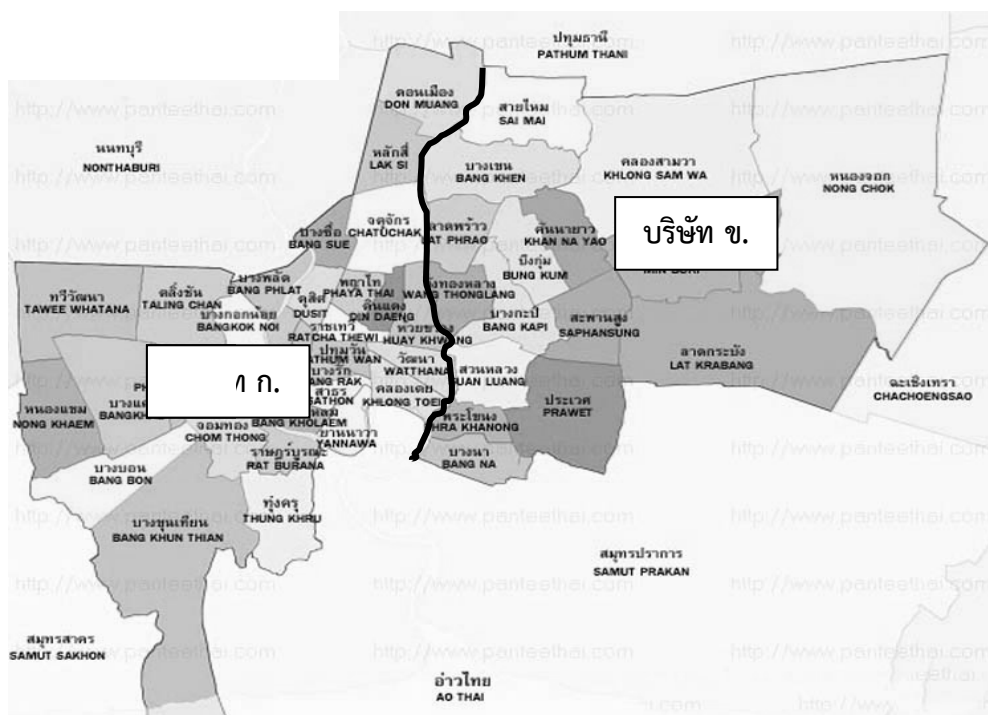 ปทุมธานี
PATHUM THANI
ดอนเมือง
DON MUANG
สายไหม
SAI MAI
นนทบุรี
NONTHABURI
หลักสี่
LAK SI
บางเขน
BANG KHEN
คลองสามวา
KHLONG SAM WA
หนองจอก
NONG CHOK
จตุจักร
CHATUCHAK
ลาดพร้าว
LAT PHRAO
คันนายาว
KHAN NA YAO
บริษัท ข.
บางซื่อ
BANG SUE
บึงกุ่ม
BUNG KUM
MIN BURI
ทวีวัฒนา
TAWEE WHATANA
ตลิ่งชัน
TALING CHAN
บางพลัด
BANG PHLAT
ดุสิต
DUSIT
พญาไท
PHAYA THAI
ดินแดง
DIN DAENG
วังทองหลาง
WANG THONGLANG
บางกอกน้อย
BANGKOK NOI
ราชเทวี
RATCHA THEWI
ห้วยขวาง
HUAY KHWANG
บางกะปิ
BANG KAPI
สะพานสูง
SAPHANSUNG
ลาดกระบัง
LAT KRABANG
ปทุมวัน
PATHUM WAN
วัฒนา
WATTHANA
สวนหลวง
SUAN LUANG
ท ก.
บางรัก
BANG RAK
สาธร
SATHON
คลองเตย
KHLONG TOEI
ประเวศ
PRAWET
ฉะเชิงเทรา
CHACHOENGSAO
หนองแขม
NONG KHAEM
บางแค
BANGKHAE
BANG KHOLAEM
ยานนาวา
YANNAWA
พระโขนง
PHRA KHANONG
จอมทอง
CHOM THONG
ราษฎร์บูรณะ
RAT BURANA
บางนา
BANG NA
บางบอน
BANG BON
ทุ่งครุ
THUNG KHRU
บางขุนเทียน
BANG KHUN THIAN
สมุทรปราการ
SAMUT PRAKAN
สมุทรสาคร
SAMUT SAKHON
อ่าวไทย
AO THAI
http://www.panteethai.com